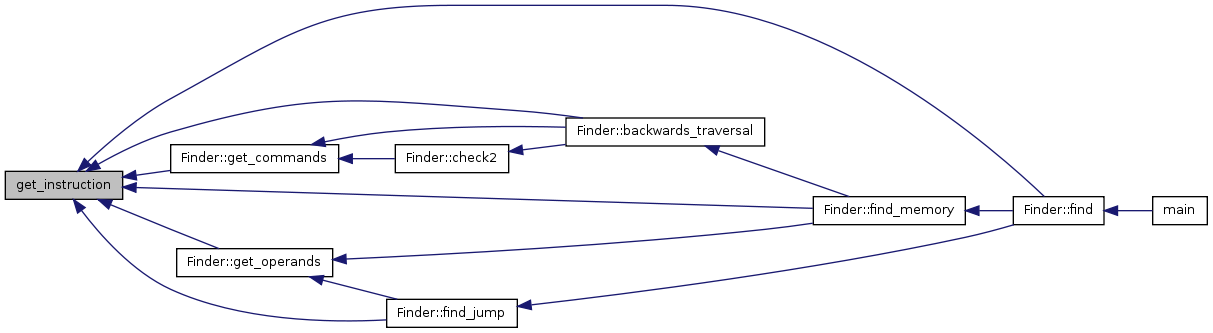 get_instruction
Finder::get_commands
Finder::check2
Finder::backwards_traversal
Finder::find_memory
Finder::find
main
Finder::get_operands
Finder::find_jump